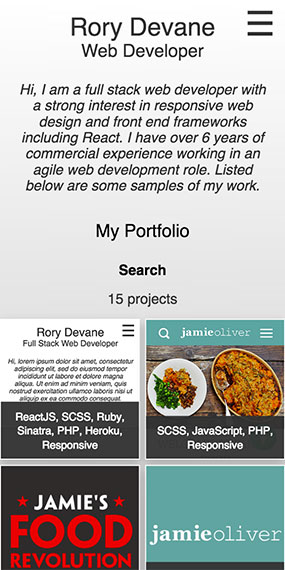 Rory Devane
Web Developer
Hi, I am a full stack web developer with
a strong interest in responsive web
design and front end frameworks
including React. I have over 6 years of
commercial experience working in an
agile web development role. Listed
below are some samples of my work.
My Portfolio
Search
15 projects
Rory Devane
Full Stack Web Developer
Hi, lorem ipsum dolor sit amet, consectetur
adipiscing elit, sed do eiusmod tempor
incididunt ut labore et dolore magna
aliqua. Ut enim ad minim veniam, quis
nostrud exercitation ullamco laboris nisi ut
aliquip ex ea commodo consequat.
ReactJS, SCSS, Ruby,
Sinatra, PHP, Heroku,
Responsive
jamieoliver
SCSS, JavaScript, PHP,
Responsive
JAMIE'S
FOOD
REVOLUTION
jamieoliver